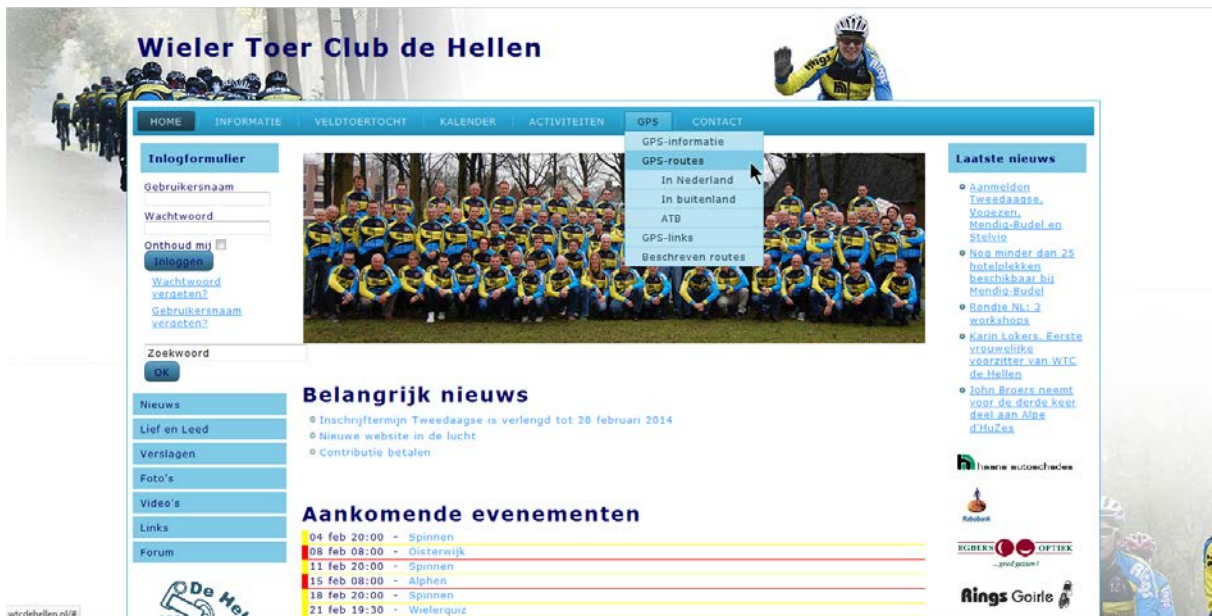 Wieler Toer Club de Hellen
HOME INFORMATIE VELDTOERTOCHT KALENDER ACTIVITEITEN GPS CONTACT
GPS-informatie
GPS-routes
In Nederland
In buitenland
ATB
GPS-links
Beschreven routes
Inlogformulier
Gebruikersnaam
Wachtwoord
Onthoud mij
Inloggen
Wachtwoord
vergeten?
Gebruikersnaam
vergeten?
Zoekwoord
OK
Nieuws
Lief en Leed
Verslagen
Foto's
Video's
Links
Forum
De Hel
Belangrijk nieuws
Inschrijftermijn Tweedaagse is verlengd tot 28 februari 2014
Nieuwe website in de lucht
Contributie betalen
Aankomende evenementen
04 feb 20:00 - Spinnen
08 feb 08:00 - Oisterwijk
11 feb 20:00 - Spinnen
15 feb 08:00 - Alphen
18 feb 20:00 - Spinnen
21 feb 19:30 - Wielerquiz
Laatste nieuws
Aanmelden
Tweedaagse,
Vogezen,
Mendig-Budel en
Stelvio
Nog minder dan 25
hotelplekken
beschikbaar bij
Mendig-Budel
Rondje NL: 3
workshops
Karin Lokers, Eerste
vrouwelijke
voorzitter van WTC
de Hellen
John Broers neemt
voor de derde keer
deel aan Alpe
d'HuZes
haans autoschades
Rabobank
EGBERS OPTIEK
...goed gezien!
Rings Goirle
wtcdehellen.nl/#